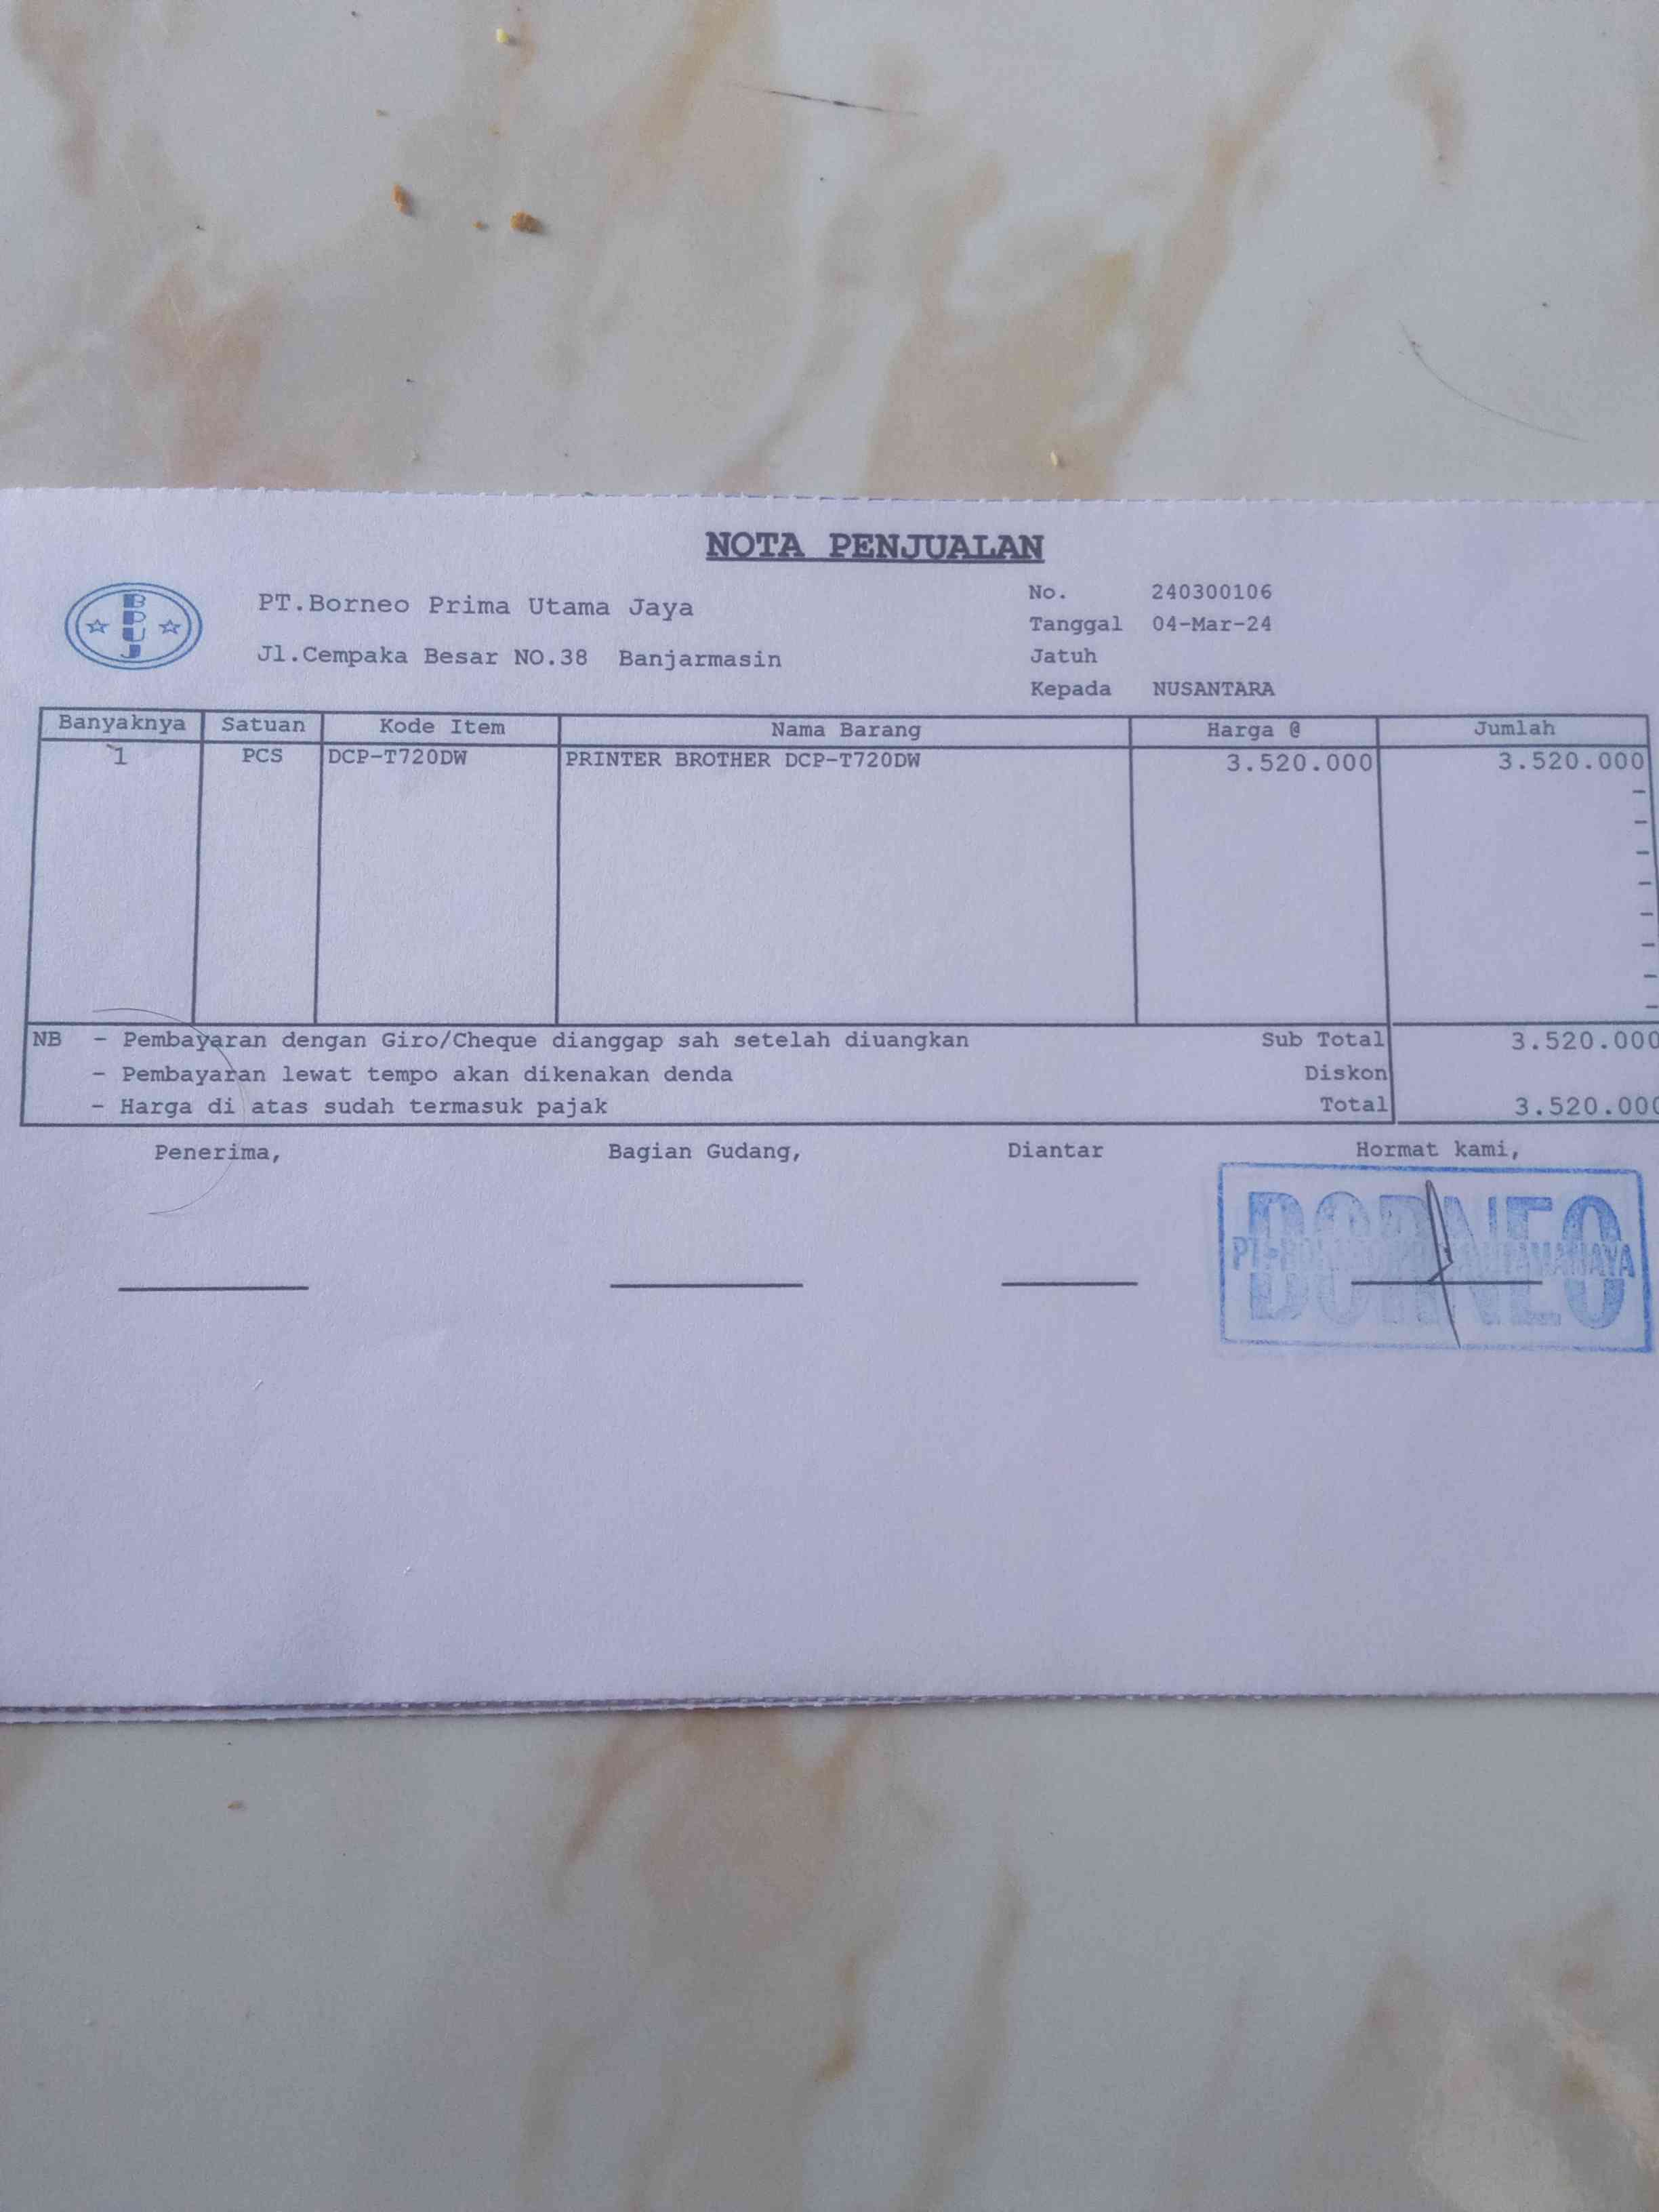 NOTA PENJUALAN
BPUJ
PT.Borneo Prima Utama Jaya
Jl.Cempaka Besar NO.38 Banjarmasin
No. 240300106
Tanggal 04-Mar-24
Jatuh
Kepada NUSANTARA
Banyaknya Satuan Kode Item Nama Barang Harga @ Jumlah
1 PCS DCP-T720DW PRINTER BROTHER DCP-T720DW 3.520.000 3.520.000
-
-
-
-
-
-
-
-
NB - Pembayaran dengan Giro/Cheque dianggap sah setelah diuangkan Sub Total 3.520.000
- Pembayaran lewat tempo akan dikenakan denda Diskon
- Harga di atas sudah termasuk pajak Total 3.520.000
Penerima, Bagian Gudang, Diantar Hormat kami,
BORNEO